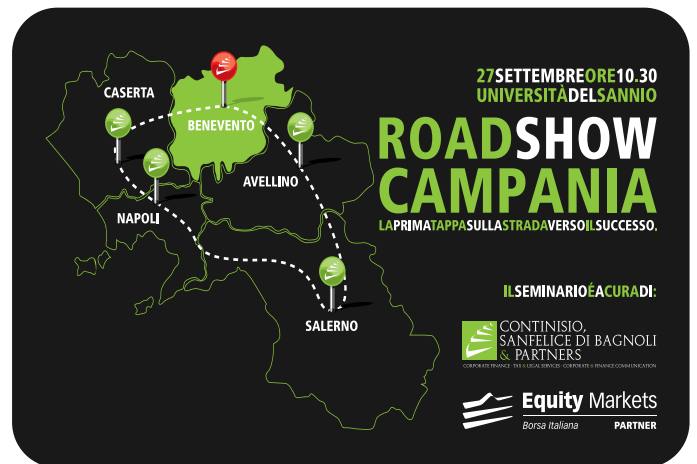 CASERTA
BENEVENTO
AVELLINO
NAPOLI
SALERNO
27SETTEMBREORE10.30
UNIVERSITÀDELSANNIO
ROADSHOW
CAMPANIA
LAPRIMATAPPASULLASTRADAVERSOILSUCCESSO.
ILSEMINARIOÉACURADI:
CONTINISIO,
SANFELICE DI BAGNOLI
& PARTNERS
CORPORATE FINANCE · TAX & LEGAL SERVICES · CORPORATE & FINANCE COMMUNICATION
Equity Markets
Borsa Italiana PARTNER